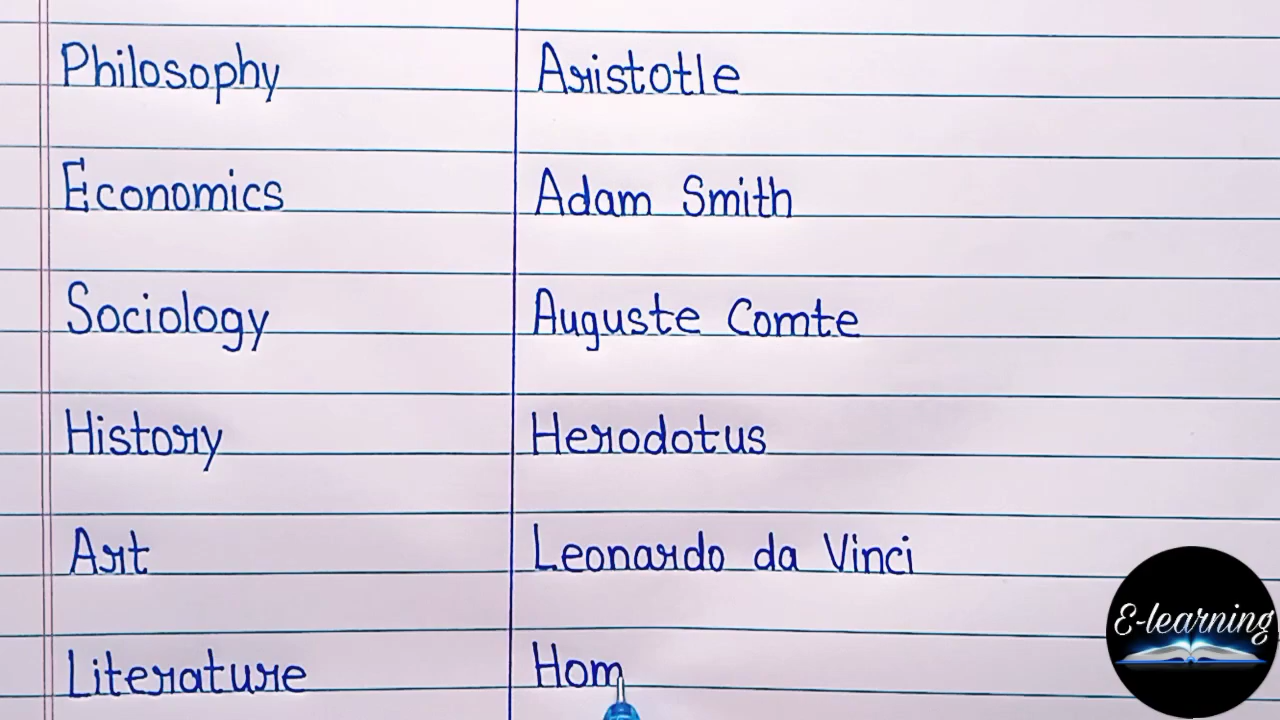 Philosophy Aristotle
Economics Adam Smith
Sociology Auguste Comte
History Herodotus
Art Leonardo da Vinci
Literature Hom
E-learning